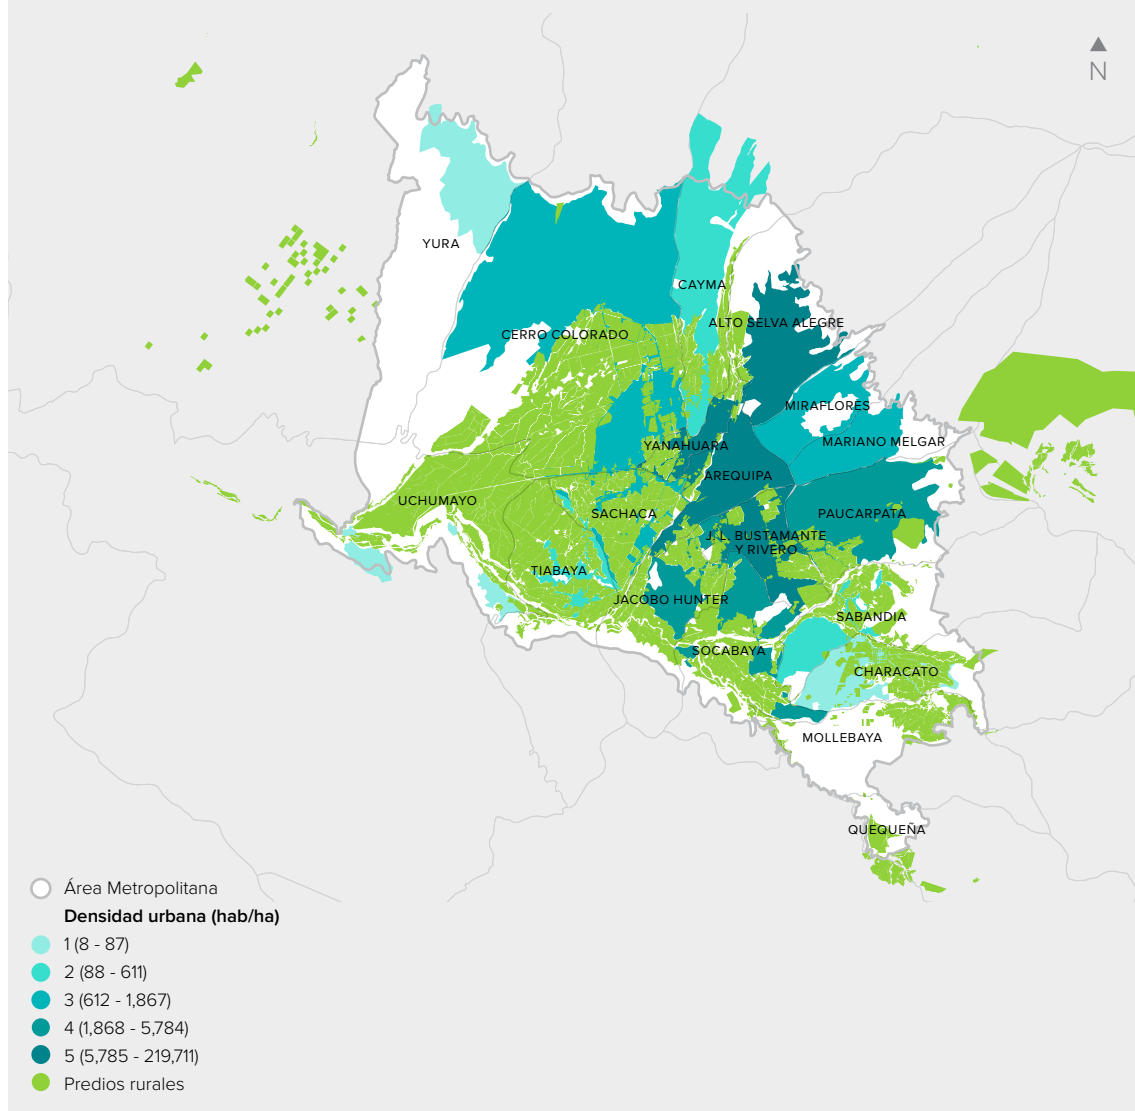 N
YURA
CAYMA
ALTO SELVA ALEGRE
CERRO COLORADO
MIRAFLORES
MARIANO MELGAR
YANAHUARA
AREQUIPA
UCHUMAYO
SACHACA
PAUCARPATA
J. L. BUSTAMANTE
Y RIVERO
TIABAYA
JACOBO HUNTER
SABANDIA
SOCABAYA
CHARACATO
MOLLEBAYA
QUEQUEÑA
Área Metropolitana
Densidad urbana (hab/ha)
1 (8 - 87)
2 (88 - 611)
3 (612 - 1,867)
4 (1,868 - 5,784)
5 (5,785 - 219,711)
Predios rurales